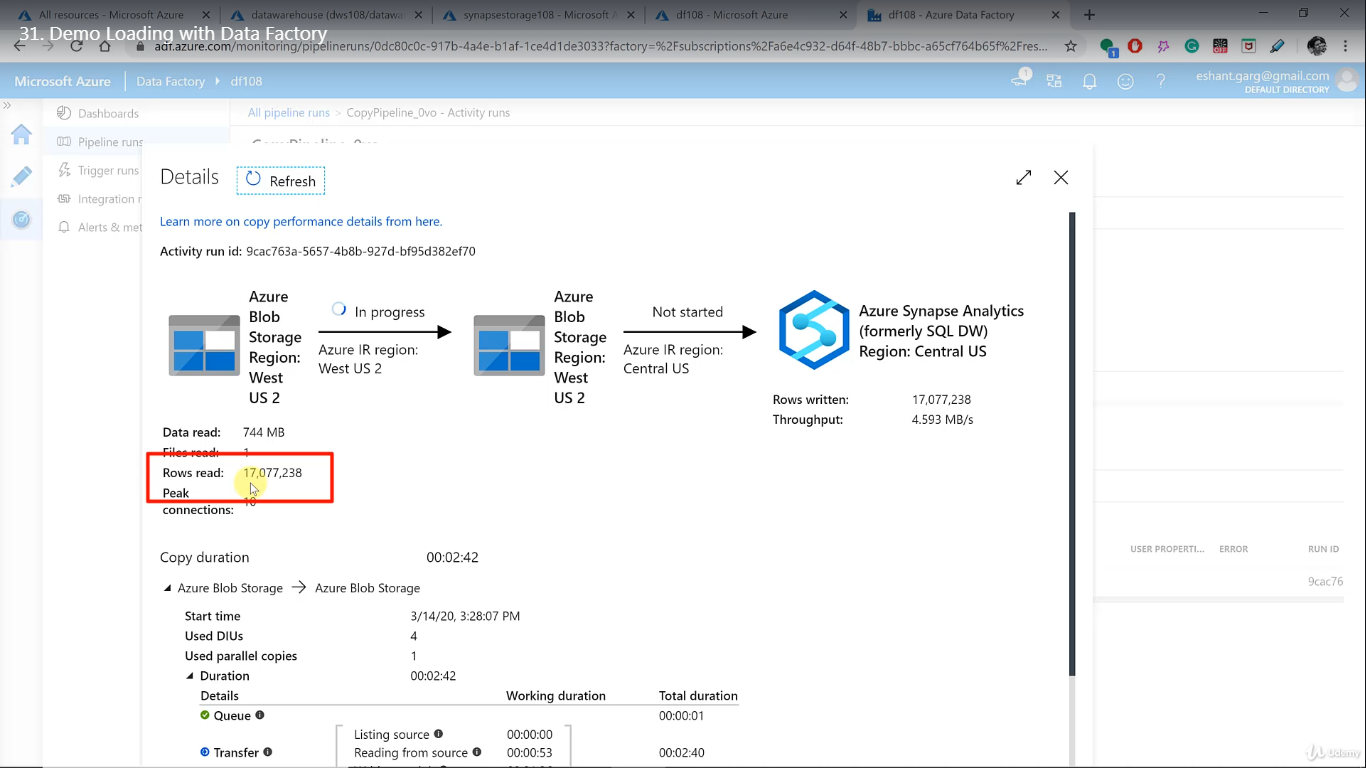 All resources - Microsoft Azure
datawarehouse (dws108/dataw
synapsestorage108 - Microsoft A
df108 - Microsoft Azure
df108 - Azure Data Factory
31. Demo Loading with Data Factory
adf.azure.com/monitoring/pipelineruns/0dc80c0c-917b-4a4e-b1af-1ce4d1de3033?factory=%2Fsubscriptions%2Fa6e4c932-d64f-48b7-bbbc-a65cf764b65f%2Fres...
Microsoft Azure
Data Factory
df108
1
eshant.garg@gmail.com
DEFAULT DIRECTORY
Dashboards
Pipeline runs
Trigger runs
Integration r
Alerts & met
All pipeline runs > CopyPipeline_0vo - Activity runs
CopyPipeline_0vo
Details
Refresh
Learn more on copy performance details from here.
Activity run id: 9cac763a-5657-4b8b-927d-bf95d382ef70
Azure
Blob
Storage
Region:
West
US 2
In progress
Azure IR region:
West US 2
Azure
Blob
Storage
Region:
West
US 2
Not started
Azure IR region:
Central US
Azure Synapse Analytics
(formerly SQL DW)
Region: Central US
Rows written: 17,077,238
Throughput: 4.593 MB/s
Data read: 744 MB
Files read: 1
Rows read: 17,077,238
Peak
connections: 10
Copy duration 00:02:42
Azure Blob Storage → Azure Blob Storage
Start time 3/14/20, 3:28:07 PM
Used DIUs 4
Used parallel copies 1
Duration 00:02:42
Details Working duration Total duration
Queue 00:00:01
Listing source 00:00:00
Transfer Reading from source 00:00:53 00:02:40
USER PROPERTI... ERROR RUN ID
9cac76
Udemy